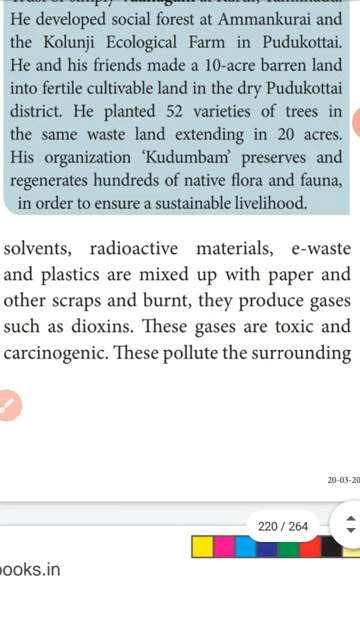 He developed social forest at Ammankurai and
the Kolunji Ecological Farm in Pudukottai.
He and his friends made a 10-acre barren land
into fertile cultivable land in the dry Pudukottai
district. He planted 52 varieties of trees in
the same waste land extending in 20 acres.
His organization ‘Kudumbam’ preserves and
regenerates hundreds of native flora and fauna,
in order to ensure a sustainable livelihood.
solvents, radioactive materials, e-waste
and plastics are mixed up with paper and
other scraps and burnt, they produce gases
such as dioxins. These gases are toxic and
carcinogenic. These pollute the surrounding
20-03-20
220 / 264
ooks.in